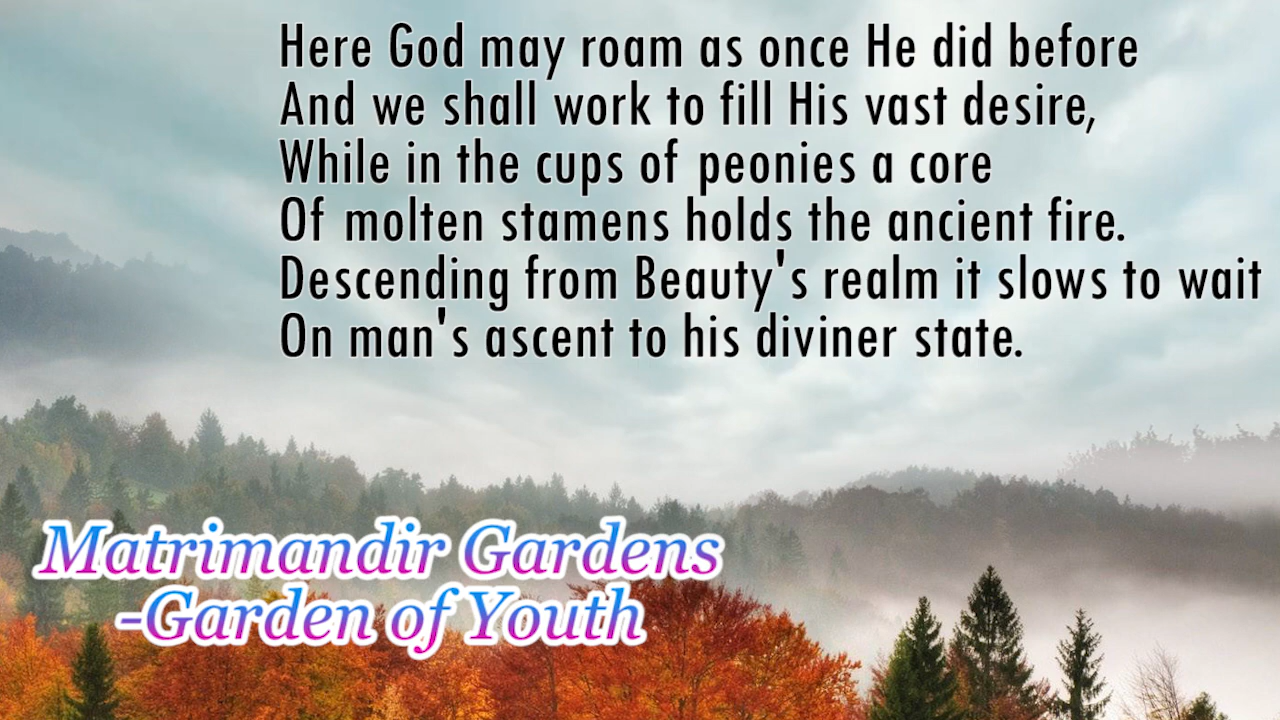 Here God may roam as once He did before
And we shall work to fill His vast desire,
While in the cups of peonies a core
Of molten stamens holds the ancient fire.
Descending from Beauty's realm it slows to wait
On man's ascent to his diviner state.
Matrimandir Gardens
-Garden of Youth